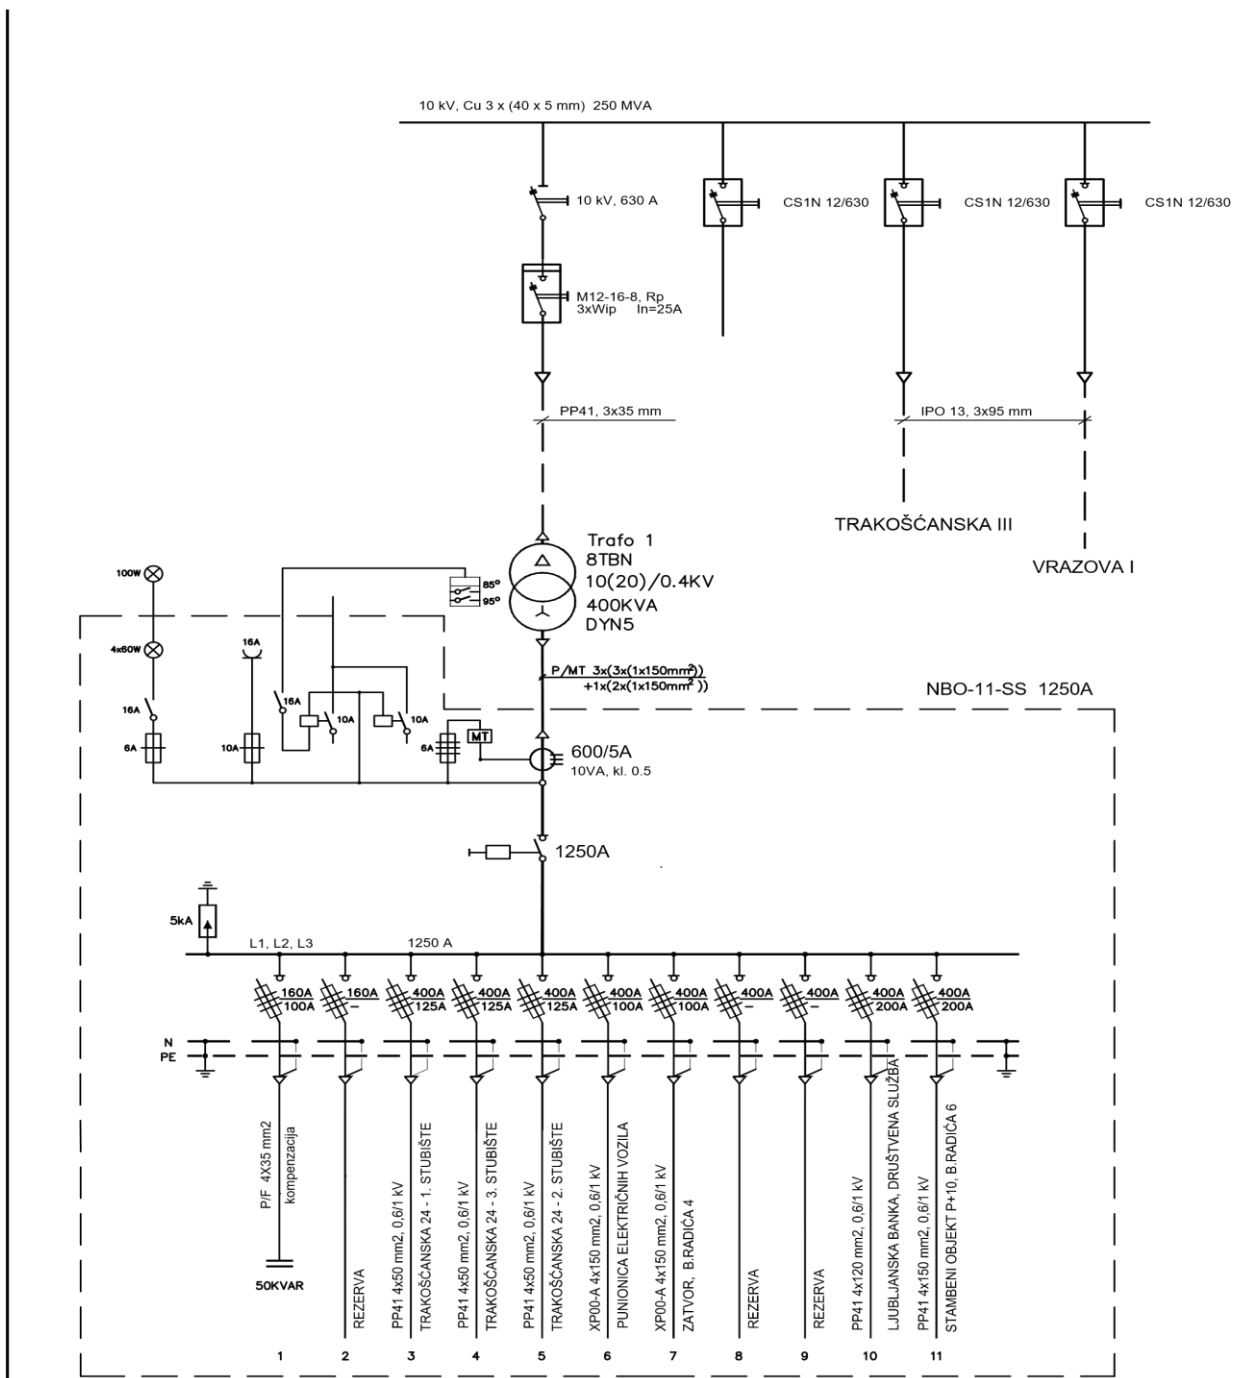 10 kV, Cu 3 x (40 x 5 mm) 250 MVA
10 kV, 630 A
CS1N 12/630
CS1N 12/630
CS1N 12/630
M12-16-8, Rp
3xWip In=25A
PP41, 3x35 mm
IPO 13, 3x95 mm
TRAKOŠĆANSKA III
VRAZOVA I
Trafo 1
8TBN
10(20)/0.4KV
400KVA
DYN5
85°
95°
100W
4x60W
16A
6A
16A
10A
16A
10A
10A
6A
MT
P/MT 3x(3x(1x150mm²))
+1x(2x(1x150mm²))
NBO-11-SS 1250A
600/5A
10VA, kl. 0.5
1250A
5kA
L1, L2, L3
1250 A
160A
100A
160A
–
400A
125A
400A
125A
400A
125A
400A
100A
400A
100A
400A
–
400A
–
400A
200A
400A
200A
N
PE
P/F 4X35 mm2
kompenzacija
50KVAR
REZERVA
PP41 4x50 mm2, 0,6/1 kV
TRAKOŠĆANSKA 24 - 1. STUBIŠTE
PP41 4x50 mm2, 0,6/1 kV
TRAKOŠĆANSKA 24 - 3. STUBIŠTE
PP41 4x50 mm2, 0,6/1 kV
TRAKOŠĆANSKA 24 - 2. STUBIŠTE
XP00-A 4x150 mm2, 0,6/1 kV
PUNIONICA ELEKTRIČNIH VOZILA
XP00-A 4x150 mm2, 0,6/1 kV
ZATVOR, B.RADIĆA 4
REZERVA
REZERVA
PP41 4x120 mm2, 0,6/1 kV
LJUBLJANSKA BANKA, DRUŠTVENA SLUŽBA
PP41 4x150 mm2, 0,6/1 kV
STAMBENI OBJEKT P+10, B.RADIĆA 6
1
2
3
4
5
6
7
8
9
10
11